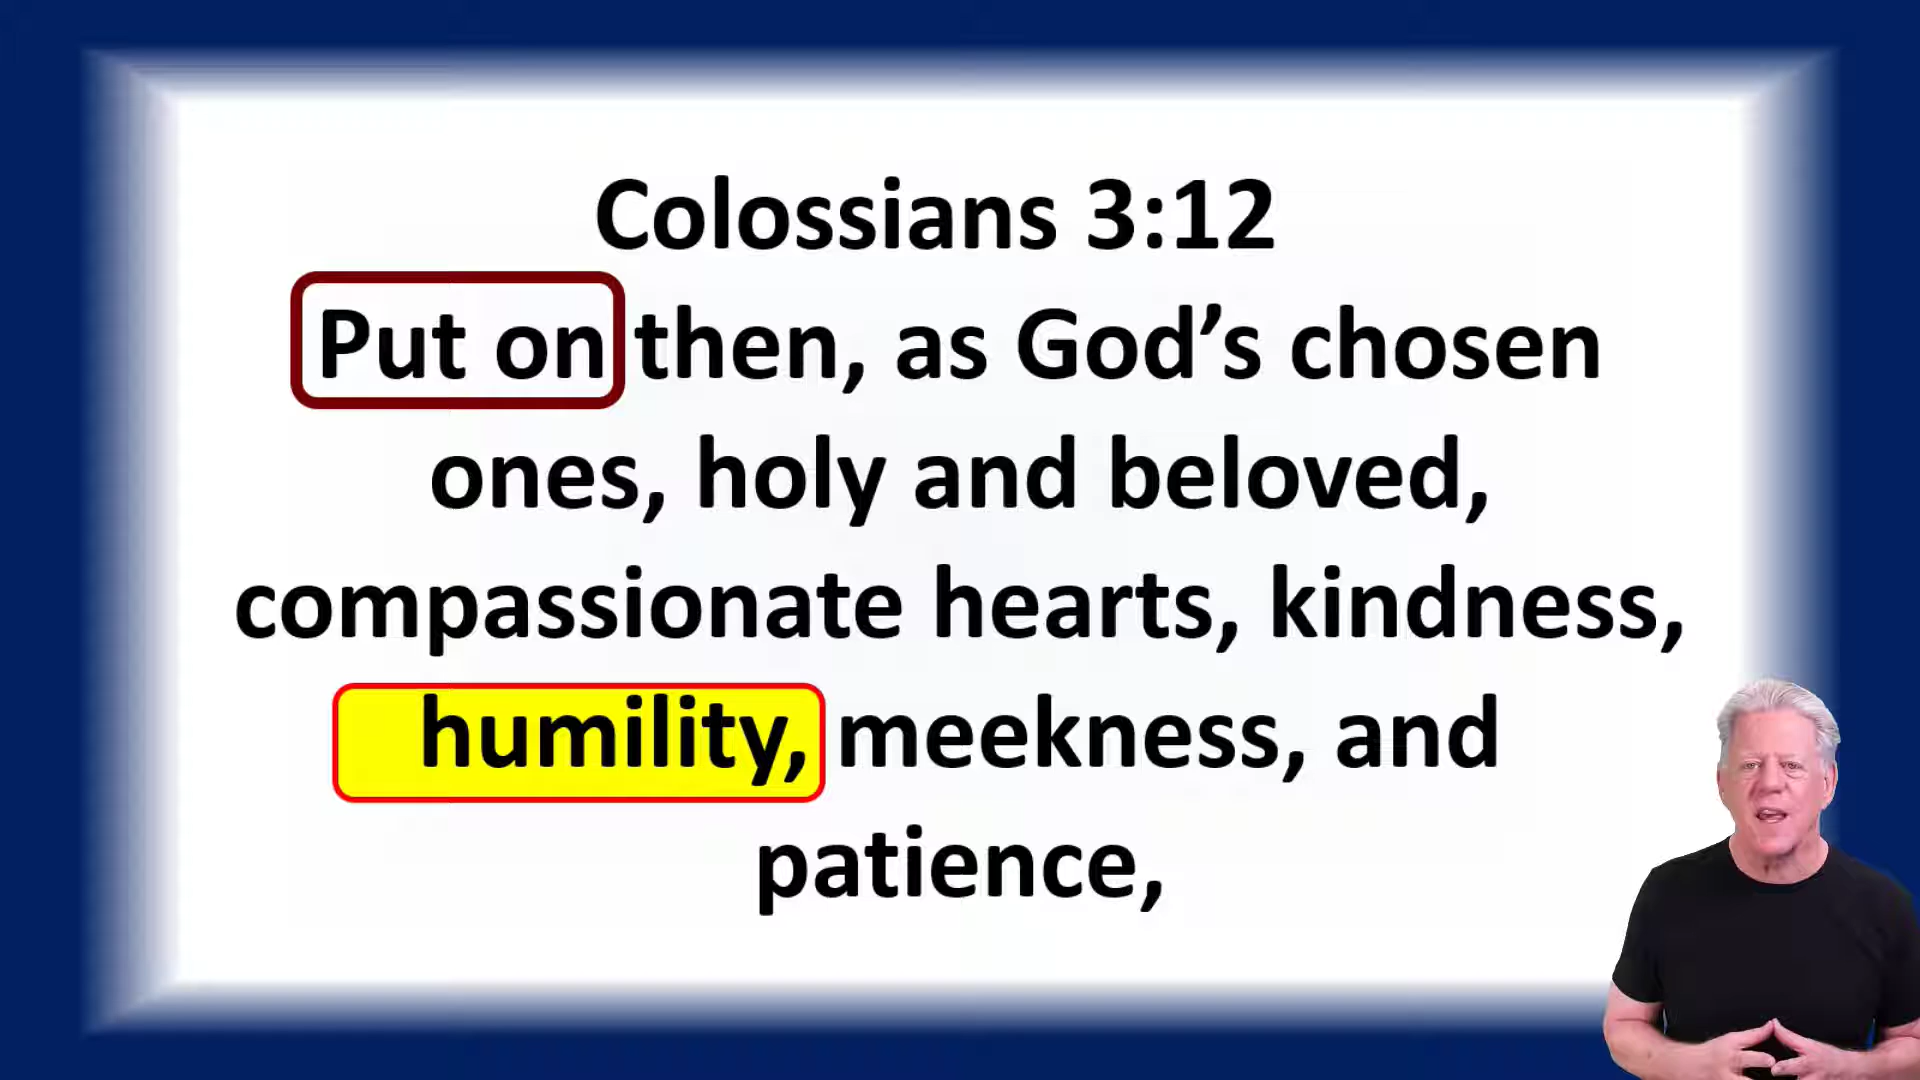 Colossians 3:12
Put on then, as God’s chosen
ones, holy and beloved,
compassionate hearts, kindness,
humility, meekness, and
patience,